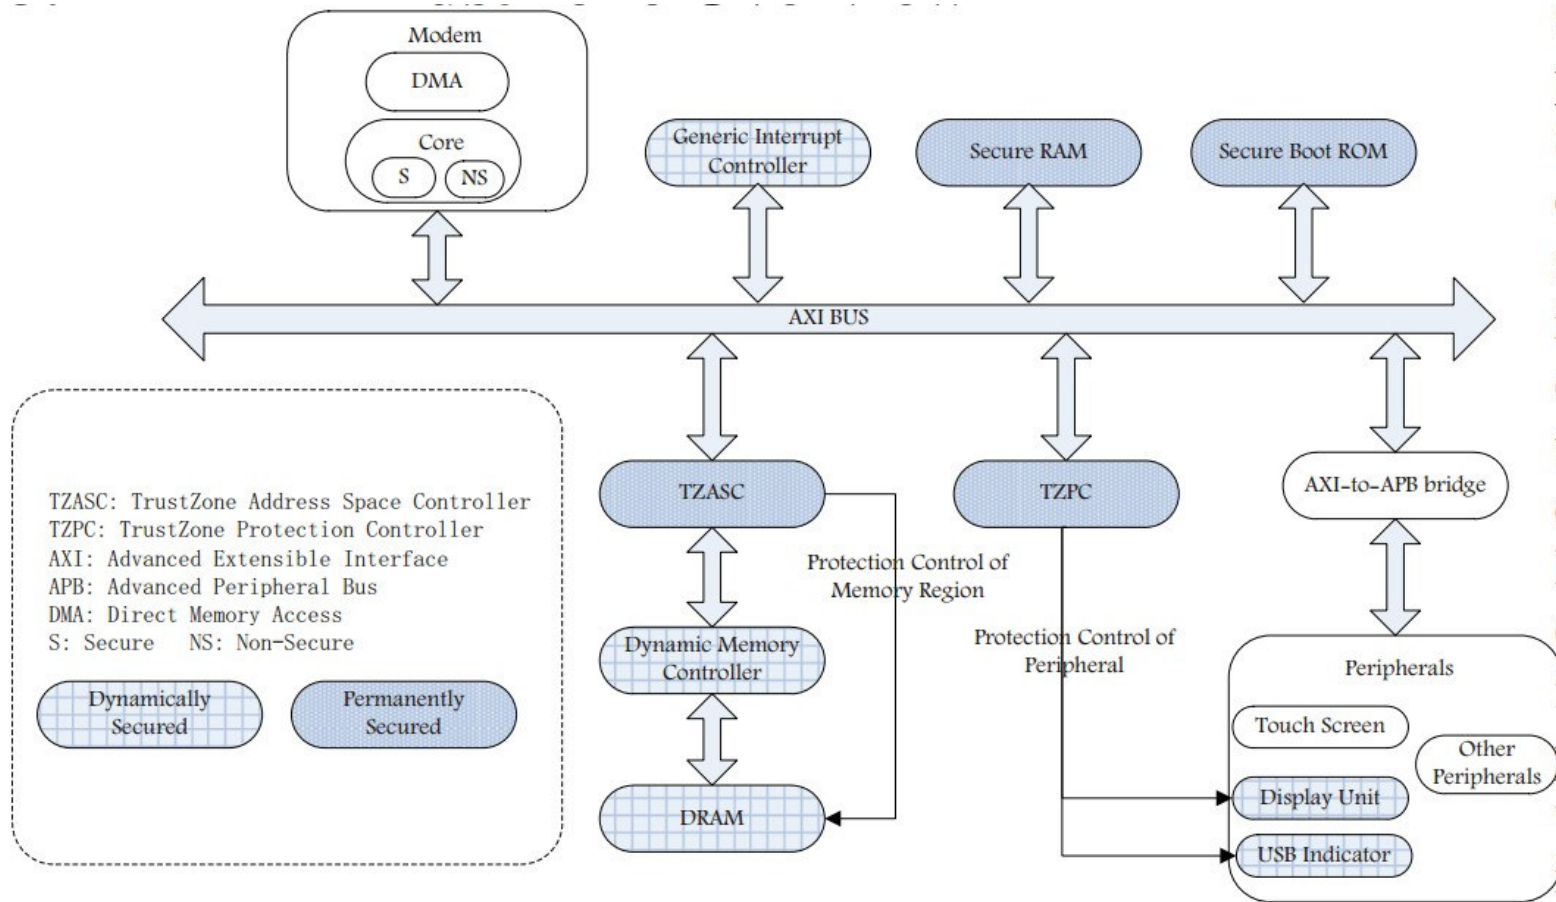 Modem
DMA
Core
S
NS
Generic Interrupt
Controller
Secure RAM
Secure Boot ROM
AXI BUS
TZASC
TZPC
AXI-to-APB bridge
Protection Control of
Memory Region
Dynamic Memory
Controller
Protection Control of
Peripheral
DRAM
Peripherals
Touch Screen
Other
Peripherals
Display Unit
USB Indicator
TZASC: TrustZone Address Space Controller
TZPC: TrustZone Protection Controller
AXI: Advanced Extensible Interface
APB: Advanced Peripheral Bus
DMA: Direct Memory Access
S: Secure NS: Non-Secure
Dynamically
Secured
Permanently
Secured